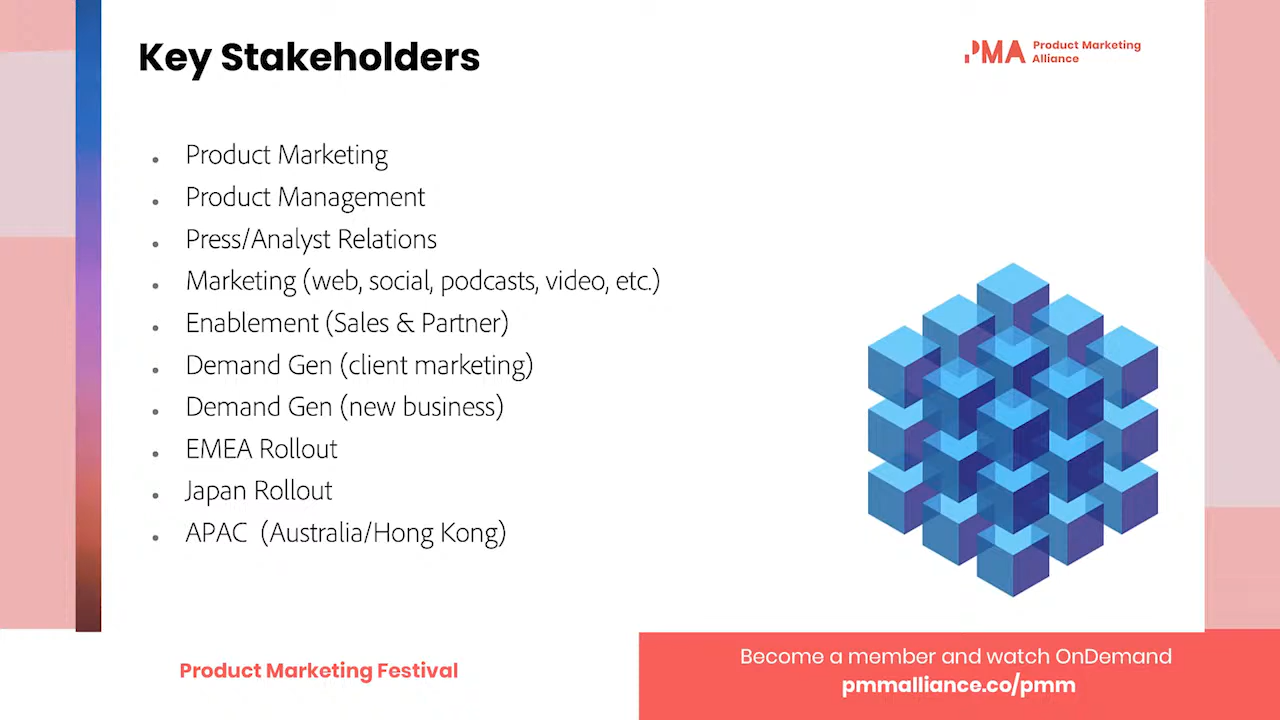 Key Stakeholders
PMA Product Marketing
Alliance
Product Marketing
Product Management
Press/Analyst Relations
Marketing (web, social, podcasts, video, etc.)
Enablement (Sales & Partner)
Demand Gen (client marketing)
Demand Gen (new business)
EMEA Rollout
Japan Rollout
APAC (Australia/Hong Kong)
Product Marketing Festival
Become a member and watch OnDemand
pmmalliance.co/pmm